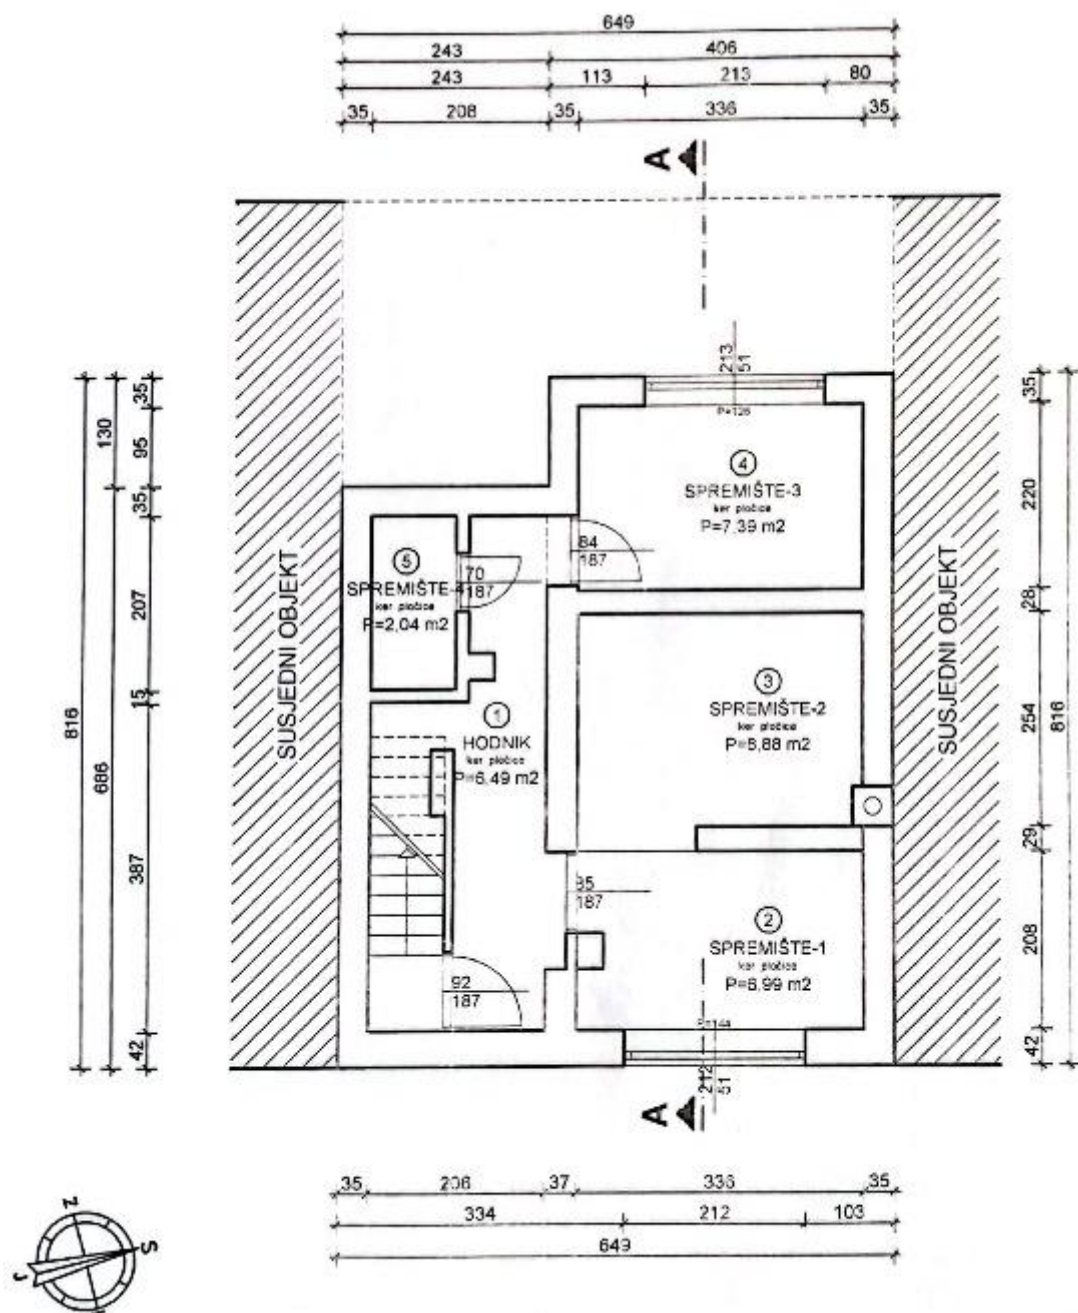 649
243 406
243 113 213 80
35 208 35 336 35
A
213
51
P=126
④
SPREMIŠTE-3
ker pločice
P=7,39 m2
84
187
⑤
SPREMIŠTE-4
ker pločice
P=2,04 m2
70
187
③
SPREMIŠTE-2
ker pločice
P=8,88 m2
①
HODNIK
ker pločice
P=6,49 m2
85
187
②
SPREMIŠTE-1
ker pločice
P=6,99 m2
92
187
212
51
A
SUSJEDNI OBJEKT
SUSJEDNI OBJEKT
816
130
686
35
95
35
207
15
387
42
35
220
28
254
29
208
42
816
35 206 37 336 35
334 212 103
649
Z
S
J